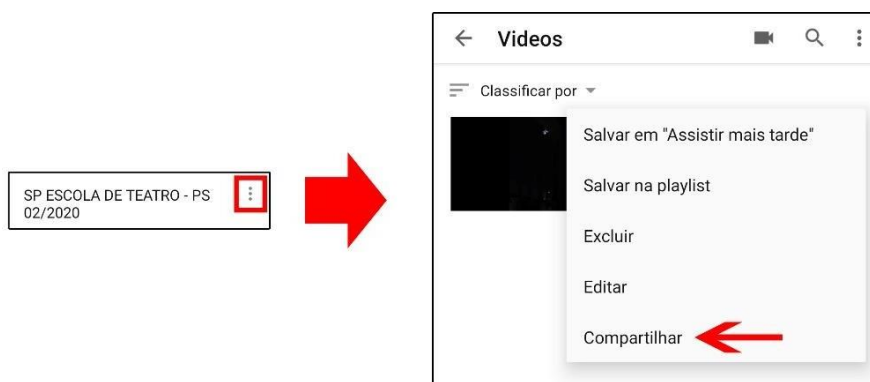 SP ESCOLA DE TEATRO - PS
02/2020
Videos
Classificar por
Salvar em "Assistir mais tarde"
Salvar na playlist
Excluir
Editar
Compartilhar